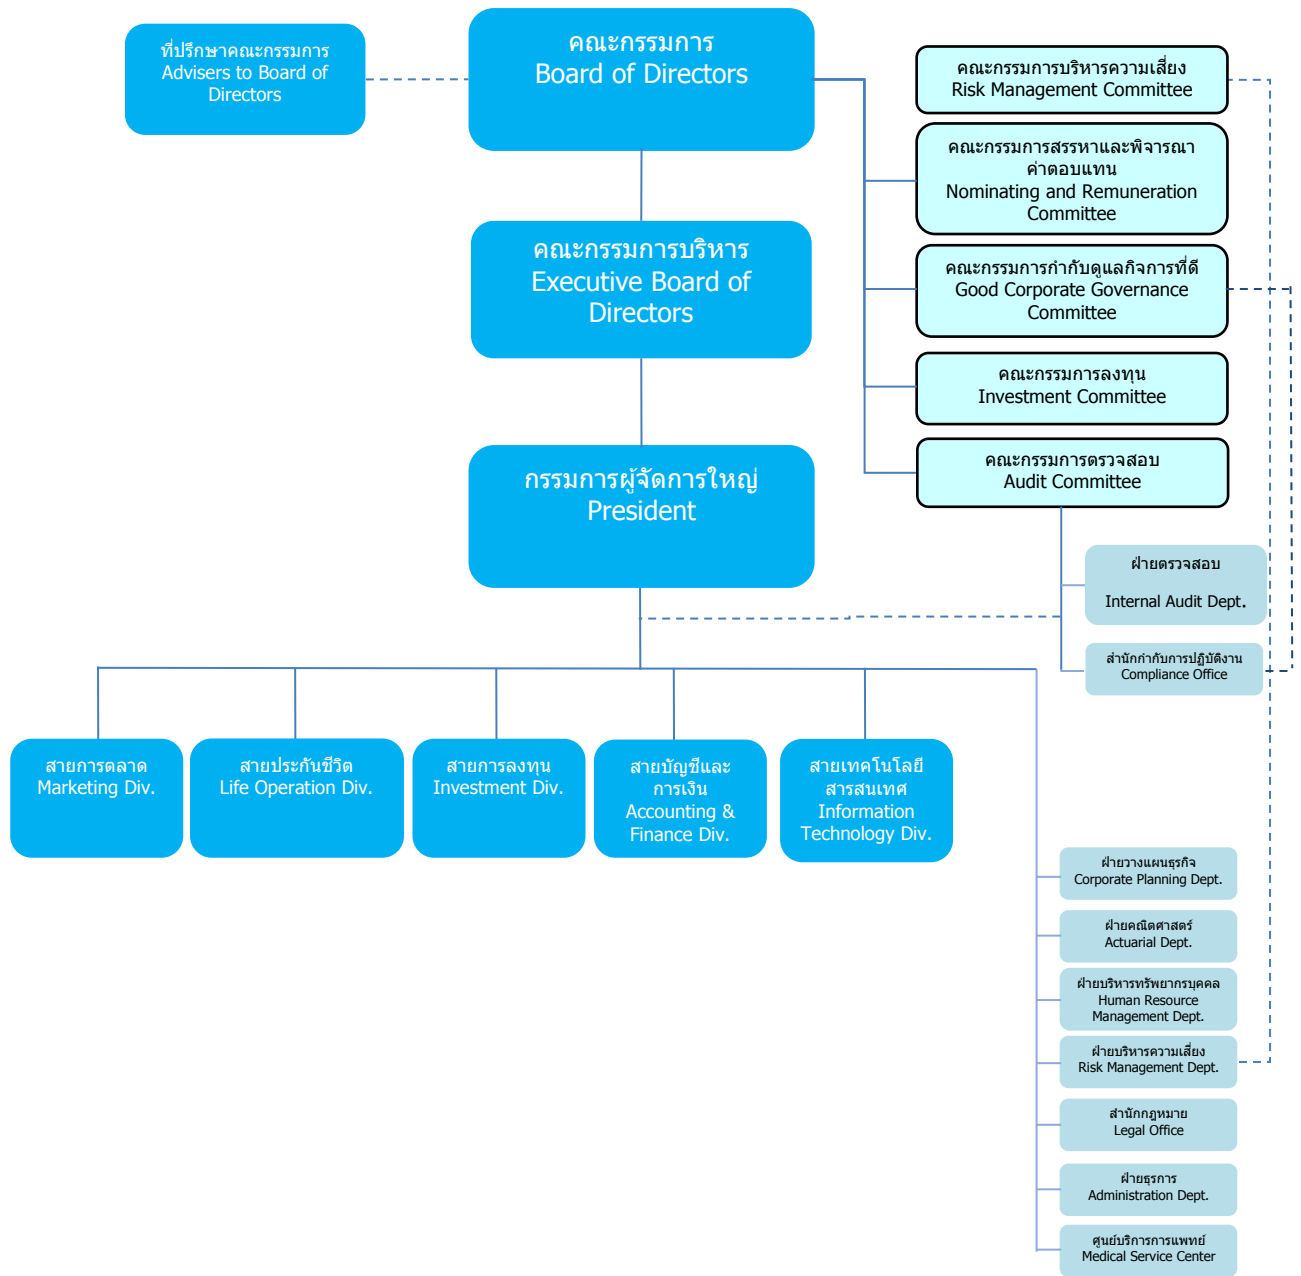 ที่ปรึกษาคณะกรรมการ
Advisers to Board of
Directors
คณะกรรมการ
Board of Directors
คณะกรรมการบริหารความเสี่ยง
Risk Management Committee
คณะกรรมการสรรหาและพิจารณา
ค่าตอบแทน
Nominating and Remuneration
Committee
คณะกรรมการบริหาร
Executive Board of
Directors
คณะกรรมการกำกับดูแลกิจการที่ดี
Good Corporate Governance
Committee
คณะกรรมการลงทุน
Investment Committee
กรรมการผู้จัดการใหญ่
President
คณะกรรมการตรวจสอบ
Audit Committee
ฝ่ายตรวจสอบ
Internal Audit Dept.
สำนักกำกับการปฏิบัติงาน
Compliance Office
สายการตลาด
Marketing Div.
สายประกันชีวิต
Life Operation Div.
สายการลงทุน
Investment Div.
สายบัญชีและ
การเงิน
Accounting &
Finance Div.
สายเทคโนโลยี
สารสนเทศ
Information
Technology Div.
ฝ่ายวางแผนธุรกิจ
Corporate Planning Dept.
ฝ่ายคณิตศาสตร์
Actuarial Dept.
ฝ่ายบริหารทรัพยากรบุคคล
Human Resource
Management Dept.
ฝ่ายบริหารความเสี่ยง
Risk Management Dept.
สำนักกฎหมาย
Legal Office
ฝ่ายธุรการ
Administration Dept.
ศูนย์บริการการแพทย์
Medical Service Center